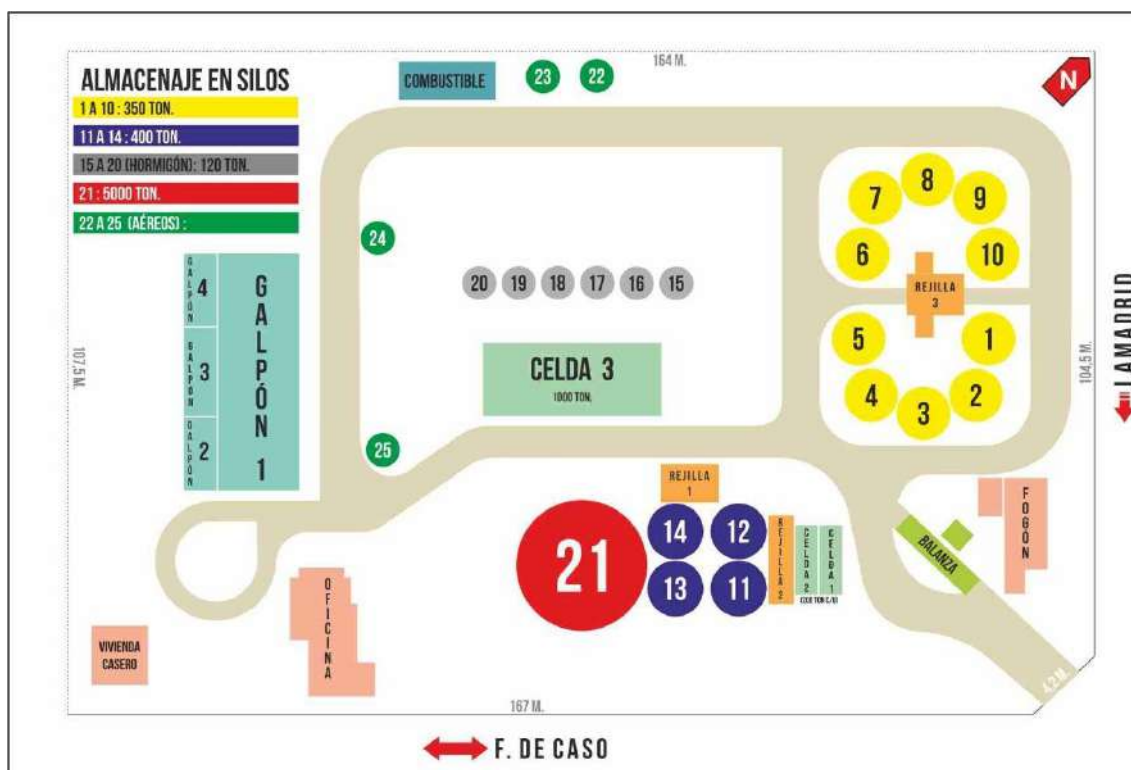 164 M.
ALMACENAJE EN SILOS
1 A 10 : 350 TON.
11 A 14 : 400 TON.
15 A 20 (HORMIGÓN): 120 TON.
21 : 5000 TON.
22 A 25 (AÉREOS) :
COMBUSTIBLE
23
22
N
7
8
9
6
10
REJILLA
3
5
1
4
2
3
LAMADRID
104,5 M.
24
20
19
18
17
16
15
CELDA 3
1000 TON.
GALPÓN 4
GALPÓN 3
GALPÓN 2
GALPÓN 1
107,5 M.
25
REJILLA
1
21
14
12
13
11
REJILLA 2
CELDA 2
CELDA 1
BALANZA
FOGÓN
OFICINA
VIVIENDA
CASERO
4,2 M.
167 M.
F. DE CASO